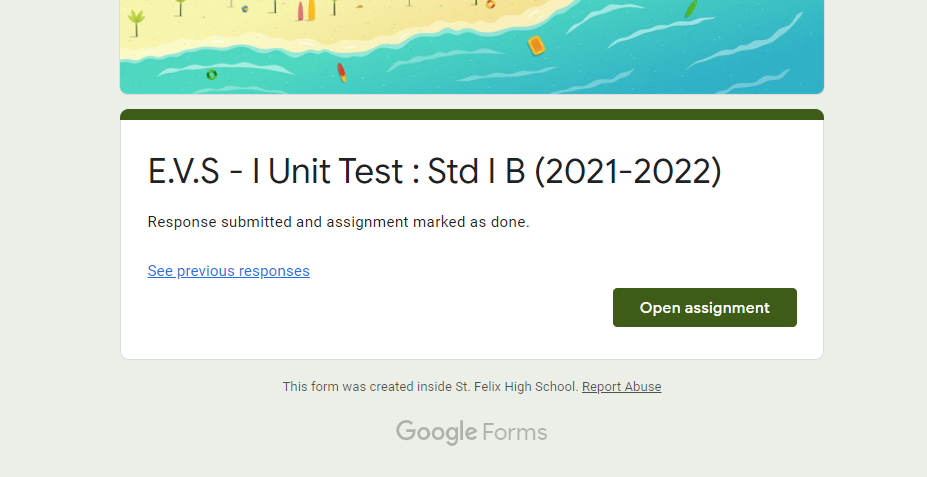 E.V.S - I Unit Test : Std I B (2021-2022)
Response submitted and assignment marked as done.
See previous responses
Open assignment
This form was created inside St. Felix High School. Report Abuse
Google Forms